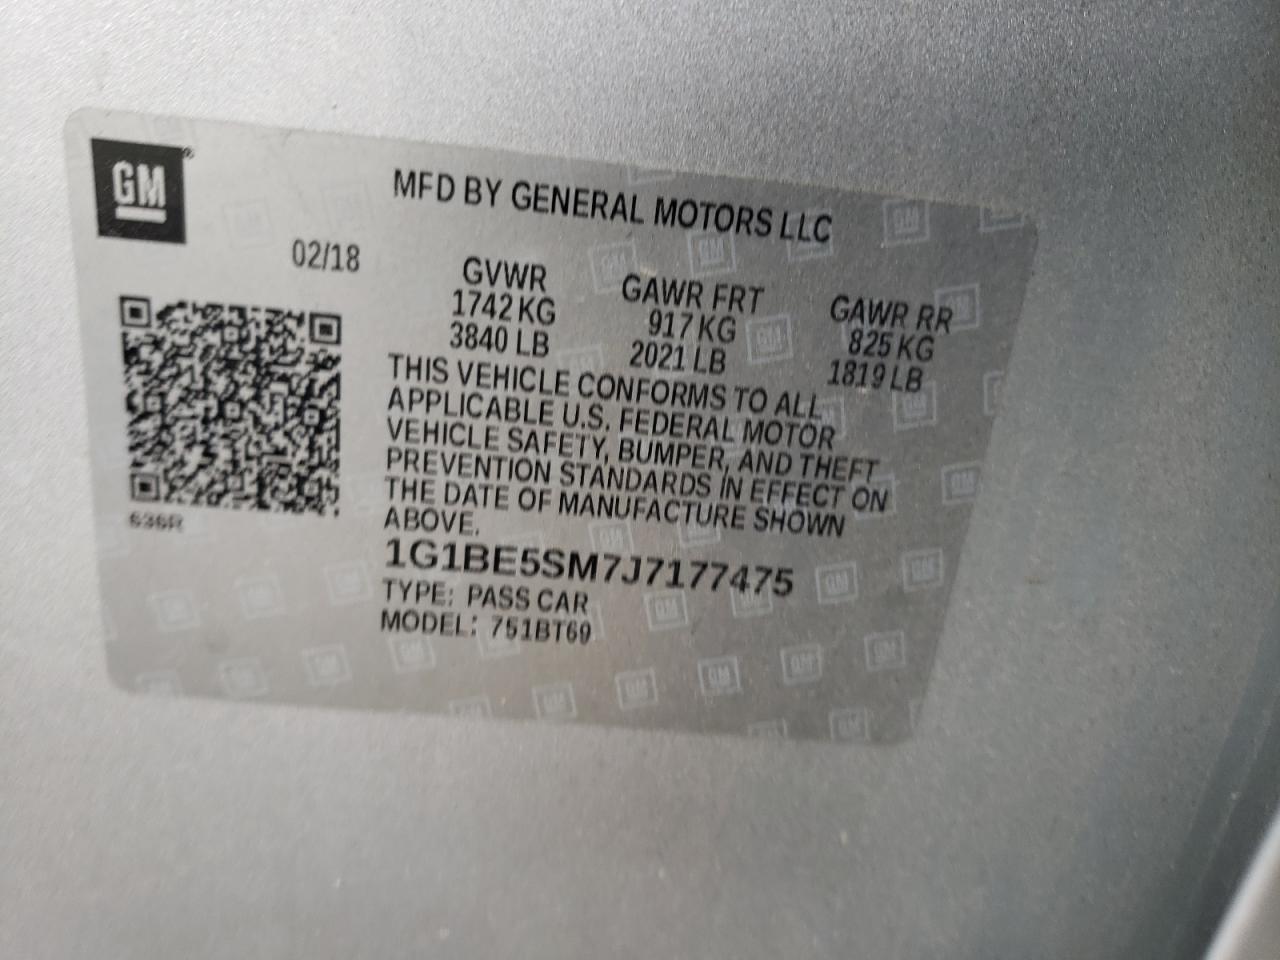 GM
MFD BY GENERAL MOTORS LLC
02/18
GVWR
1742 KG
3840 LB
GAWR FRT
917 KG
2021 LB
GAWR RR
825 KG
1819 LB
THIS VEHICLE CONFORMS TO ALL
APPLICABLE U.S. FEDERAL MOTOR
VEHICLE SAFETY, BUMPER, AND THEFT
PREVENTION STANDARDS IN EFFECT ON
THE DATE OF MANUFACTURE SHOWN
ABOVE.
1G1BE5SM7J7177475
TYPE: PASS CAR
MODEL: 751BT69